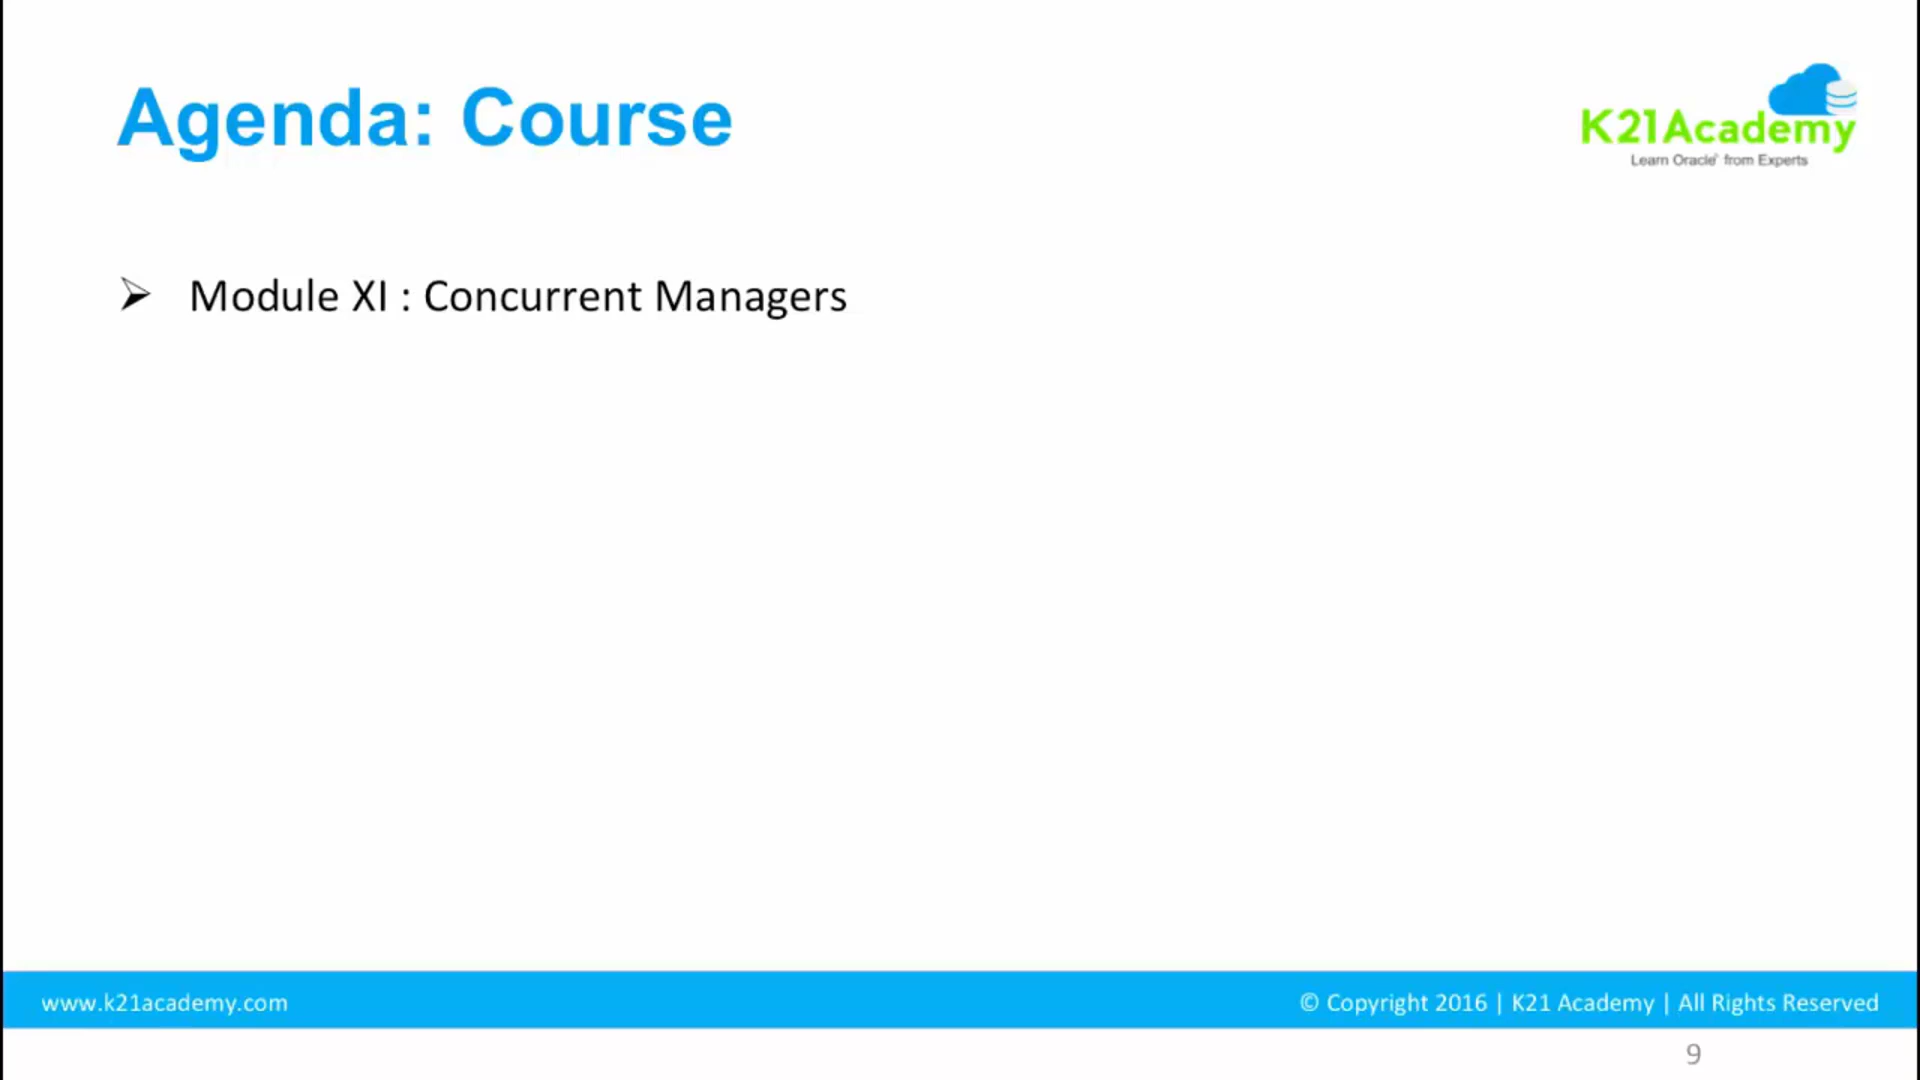 Agenda: Course
K21Academy
Learn Oracle® from Experts
Module XI : Concurrent Managers
www.k21academy.com
© Copyright 2016 | K21 Academy | All Rights Reserved
9